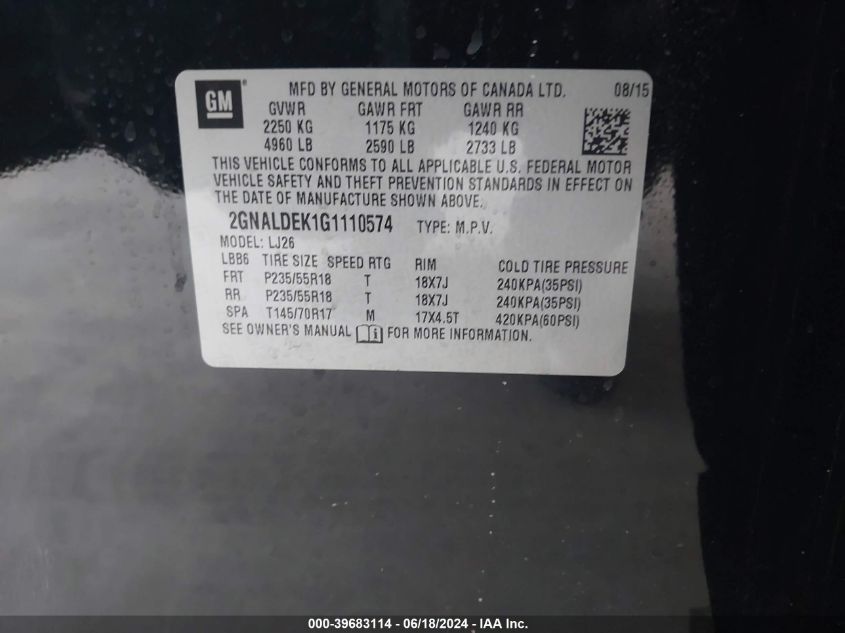 GM MFD BY GENERAL MOTORS OF CANADA LTD. 08/15
GVWR GAWR FRT GAWR RR
2250 KG 1175 KG 1240 KG
4960 LB 2590 LB 2733 LB
THIS VEHICLE CONFORMS TO ALL APPLICABLE U.S. FEDERAL MOTOR
VEHICLE SAFETY AND THEFT PREVENTION STANDARDS IN EFFECT ON
THE DATE OF MANUFACTURE SHOWN ABOVE.
2GNALDEK1G1110574 TYPE: M.P.V.
MODEL: LJ26
LBB6 TIRE SIZE SPEED RTG RIM COLD TIRE PRESSURE
FRT P235/55R18 T 18X7J 240KPA(35PSI)
RR P235/55R18 T 18X7J 240KPA(35PSI)
SPA T145/70R17 M 17X4.5T 420KPA(60PSI)
SEE OWNER'S MANUAL FOR MORE INFORMATION.
000-39683114 - 06/18/2024 - IAA Inc.